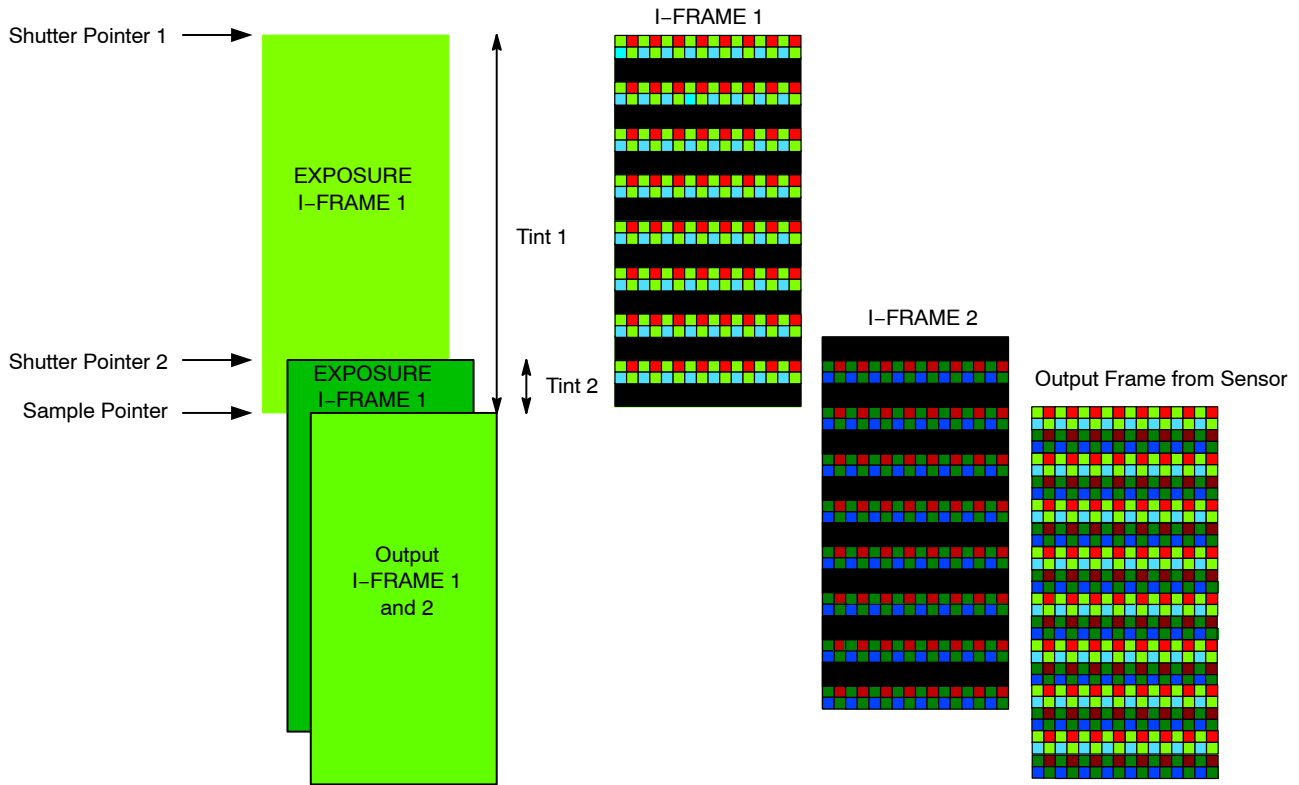 Shutter Pointer 1
EXPOSURE
I−FRAME 1
Tint 1
Shutter Pointer 2
EXPOSURE
I−FRAME 1
Tint 2
Sample Pointer
Output
I−FRAME 1
and 2
I−FRAME 1
I−FRAME 2
Output Frame from Sensor